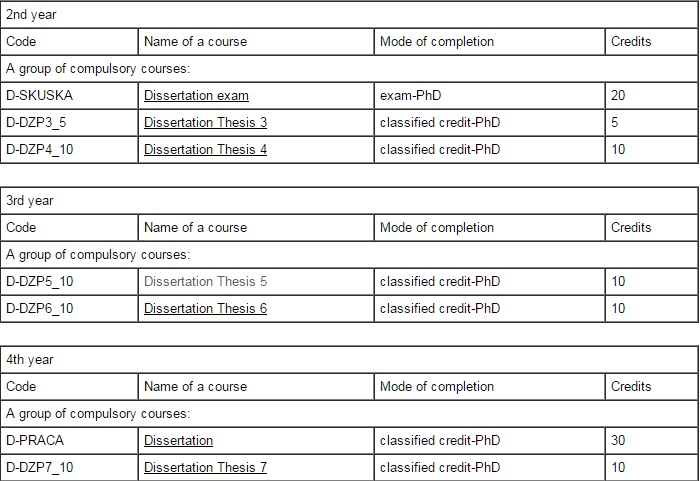 2nd year
Code Name of a course Mode of completion Credits
A group of compulsory courses:
D-SKUSKA Dissertation exam exam-PhD 20
D-DZP3_5 Dissertation Thesis 3 classified credit-PhD 5
D-DZP4_10 Dissertation Thesis 4 classified credit-PhD 10
3rd year
Code Name of a course Mode of completion Credits
A group of compulsory courses:
D-DZP5_10 Dissertation Thesis 5 classified credit-PhD 10
D-DZP6_10 Dissertation Thesis 6 classified credit-PhD 10
4th year
Code Name of a course Mode of completion Credits
A group of compulsory courses:
D-PRACA Dissertation classified credit-PhD 30
D-DZP7_10 Dissertation Thesis 7 classified credit-PhD 10